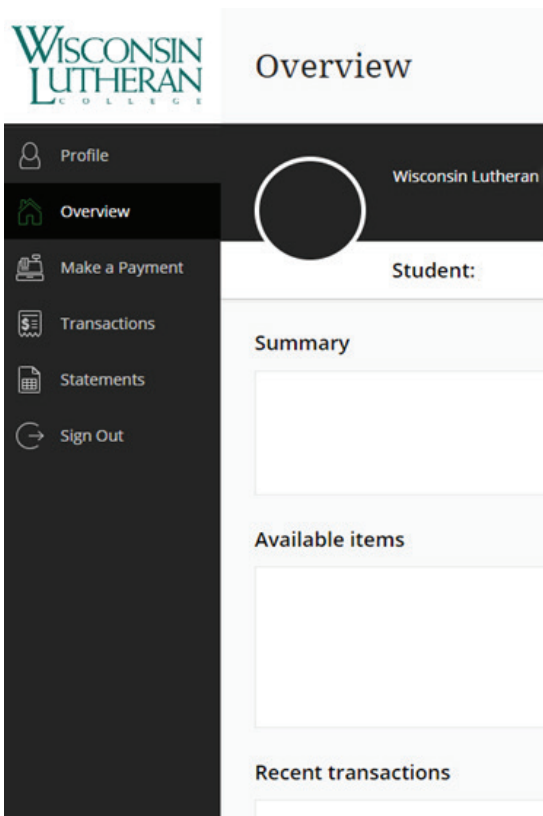 WISCONSIN
LUTHERAN
COLLEGE
Overview
Profile
Overview
Make a Payment
Transactions
Statements
Sign Out
Wisconsin Lutheran
Student:
Summary
Available items
Recent transactions